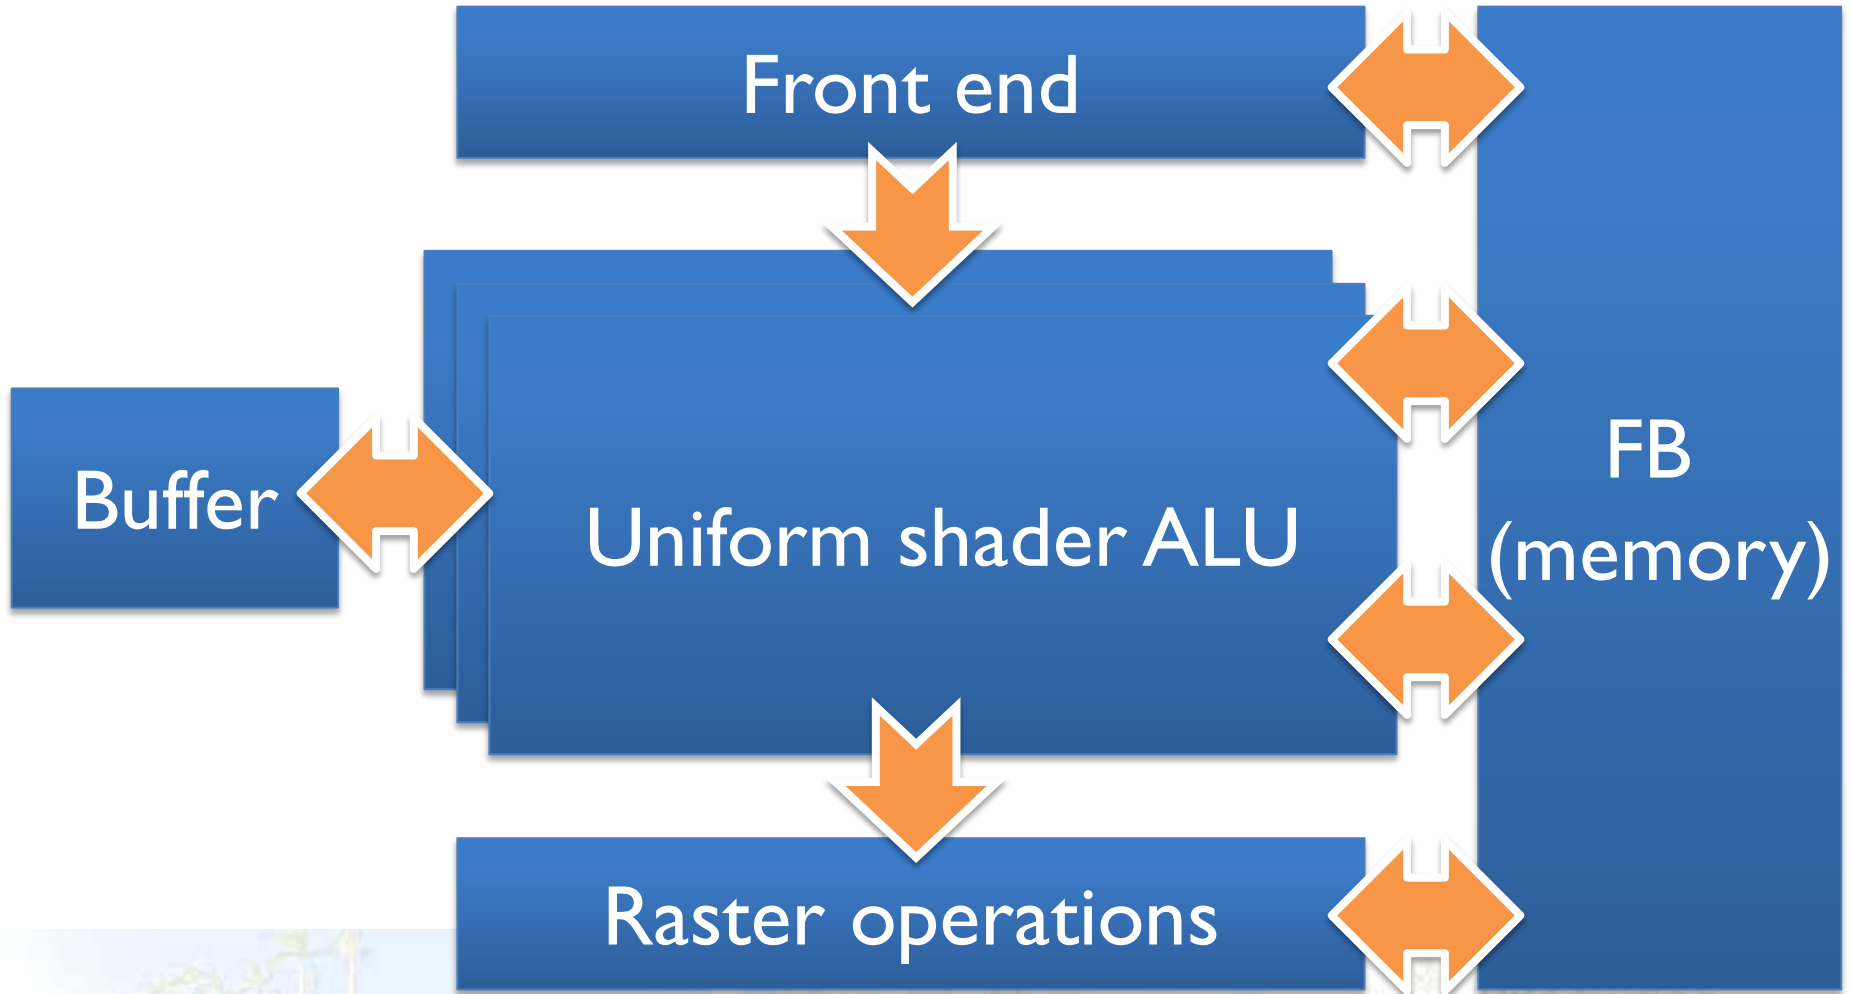 Front end
Buffer
Uniform shader ALU
FB
(memory)
Raster operations